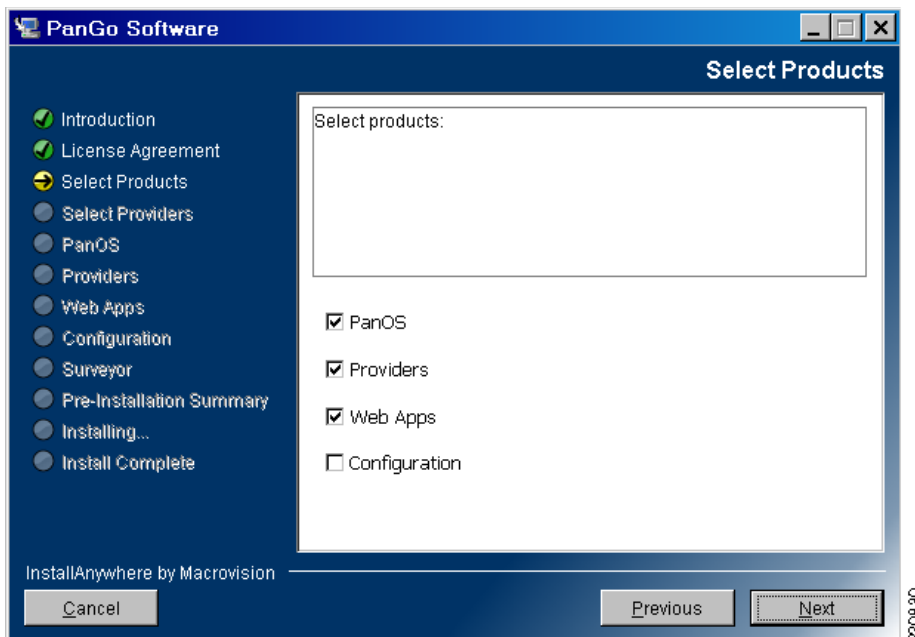 PanGo Software
Select Products
Introduction
License Agreement
Select Products
Select Providers
PanOS
Providers
Web Apps
Configuration
Surveyor
Pre-Installation Summary
Installing...
Install Complete
Select products:
PanOS
Providers
Web Apps
Configuration
InstallAnywhere by Macrovision
Cancel
Previous
Next